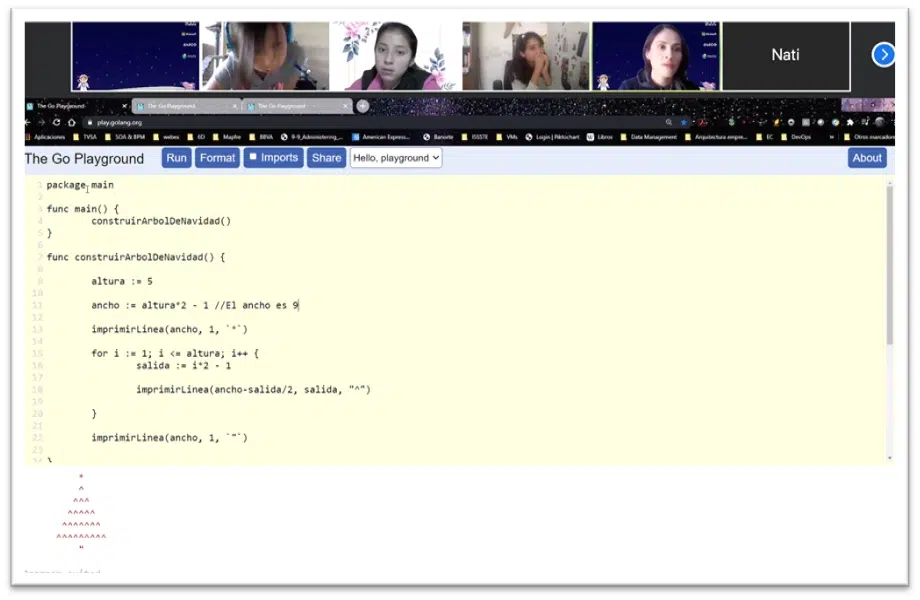 Nati
The Go Playground
The Go Playground
The Go Playground
play.golang.org
Aplicaciones TVSA SOA & BPM webex 6D Maphe BBVA 9-9_Administering_... American Express... Banorte ISSSTE VMs Login | Piktochart Libros Data Management Arquitectura empre... EC DevOps » Otros marcadores
The Go Playground Run Format Imports Share Hello, playground About
1 package main
2
3 func main() {
4 construirArbolDeNavidad()
5 }
6
7 func construirArbolDeNavidad() {
8
9 altura := 5
10
11 ancho := altura*2 - 1 //El ancho es 9
12
13 imprimirLinea(ancho, 1, `*`)
14
15 for i := 1; i <= altura; i++ {
16 salida := i*2 - 1
17
18 imprimirLinea(ancho-salida/2, salida, "^")
19
20 }
21
22 imprimirLinea(ancho, 1, `"`)
23
24 }
*
^
^^^
^^^^^
^^^^^^^
^^^^^^^^^
"